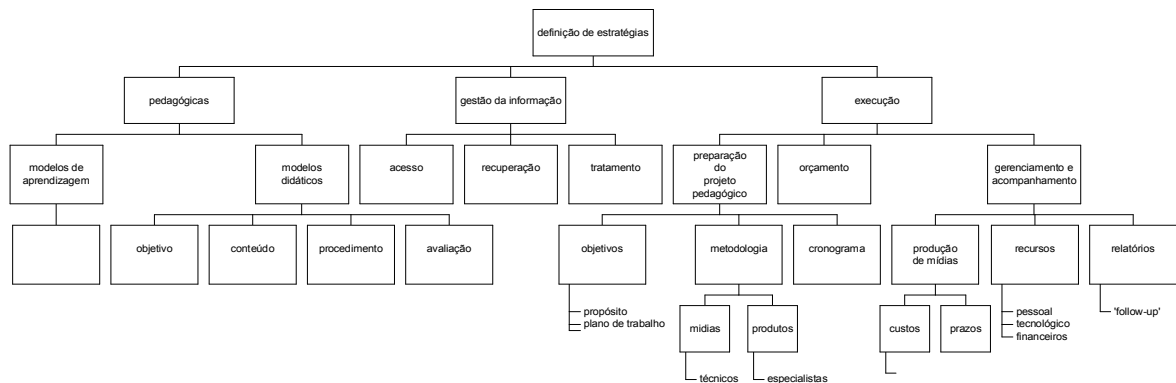 definição de estratégias
pedagógicas
gestão da informação
execução
modelos de
aprendizagem
modelos
didáticos
acesso
recuperação
tratamento
preparação
do
projeto
pedagógico
orçamento
gerenciamento e
acompanhamento
objetivo
conteúdo
procedimento
avaliação
objetivos
metodologia
cronograma
produção
de mídias
recursos
relatórios
propósito
plano de trabalho
midias
produtos
custos
prazos
pessoal
tecnológico
financeiros
'follow-up'
técnicos
especialistas